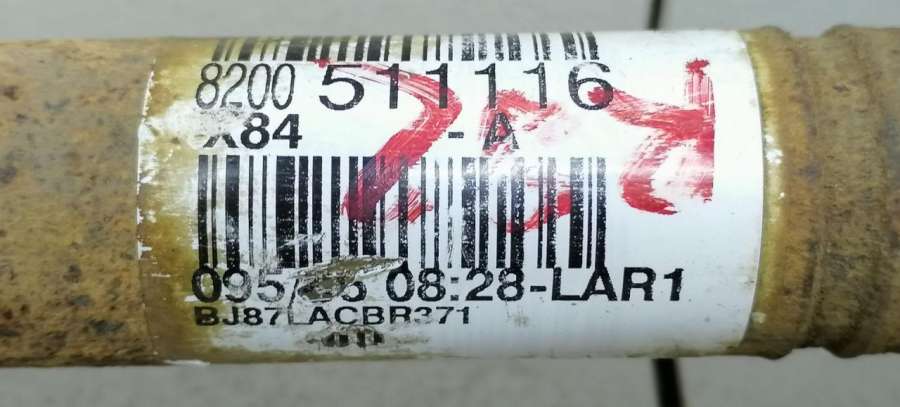 8200 511116
X84 -A
08:28-LAR1
BJ87LACBR371